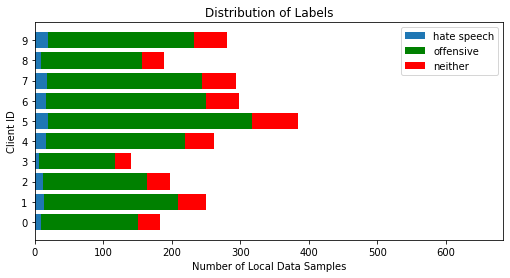 Distribution of Labels
hate speech
offensive
neither
Client ID
9
8
7
6
5
4
3
2
1
0
0 100 200 300 400 500 600
Number of Local Data Samples